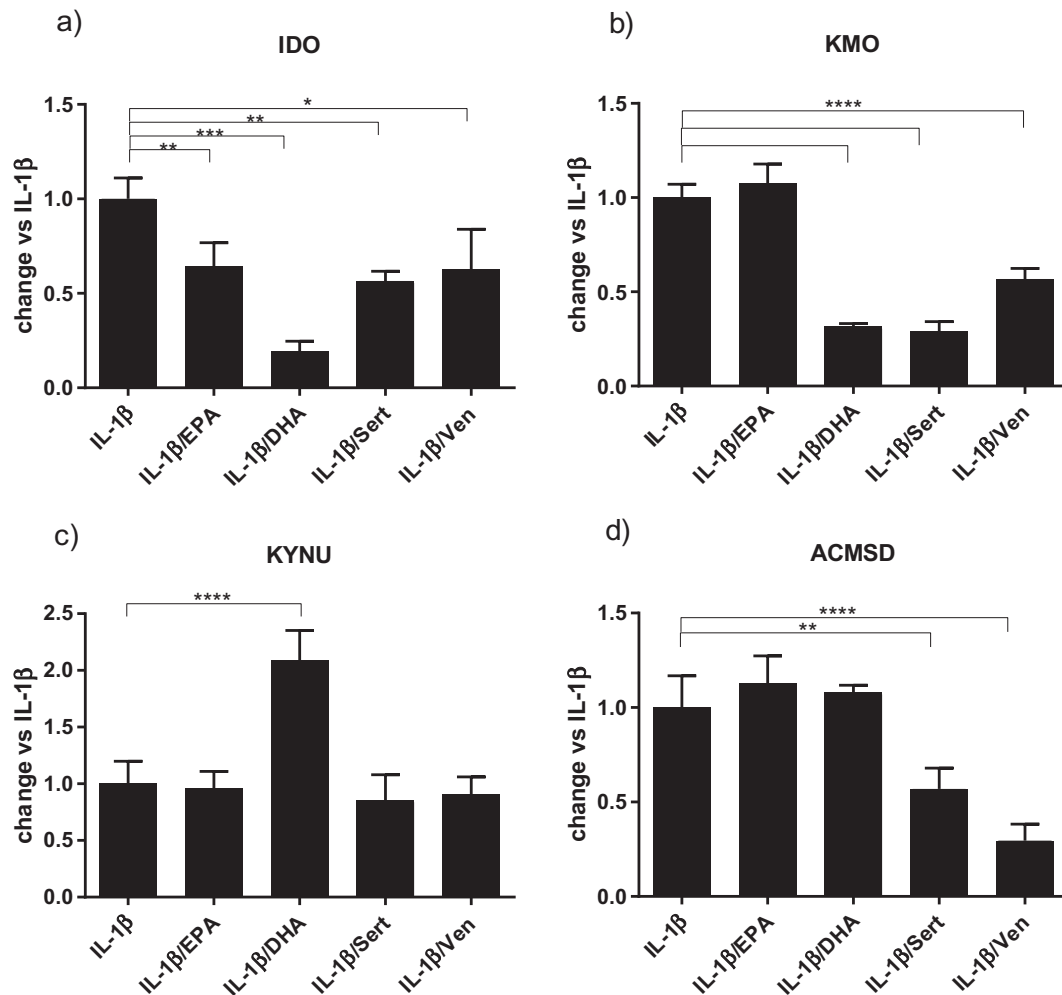 a)
IDO
change vs IL-1β
1.5
1.0
0.5
0.0
*
**
***
**
IL-1β
IL-1β/EPA
IL-1β/DHA
IL-1β/Sert
IL-1β/Ven
b)
KMO
change vs IL-1β
1.5
1.0
0.5
0.0
****
IL-1β
IL-1β/EPA
IL-1β/DHA
IL-1β/Sert
IL-1β/Ven
c)
KYNU
change vs IL-1β
2.5
2.0
1.5
1.0
0.5
0.0
****
IL-1β
IL-1β/EPA
IL-1β/DHA
IL-1β/Sert
IL-1β/Ven
d)
ACMSD
change vs IL-1β
1.5
1.0
0.5
0.0
****
**
IL-1β
IL-1β/EPA
IL-1β/DHA
IL-1β/Sert
IL-1β/Ven